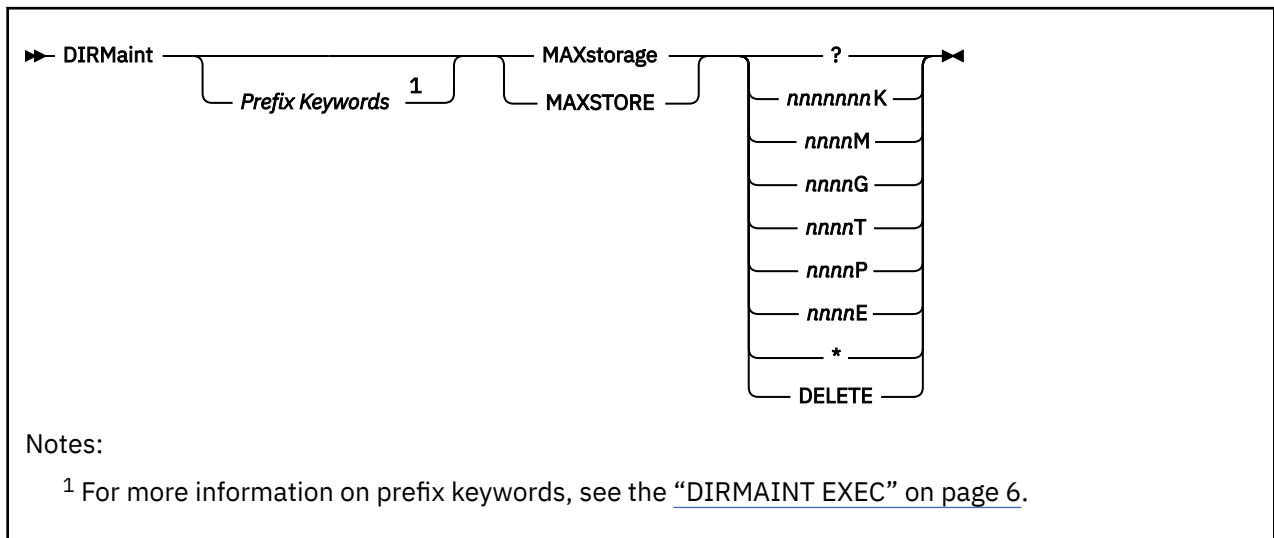 DIRMaint MAXstorage ?
Prefix Keywords 1 MAXSTORE nnnnnnnK
nnnnM
nnnnG
nnnnT
nnnnP
nnnnE
*
DELETE
Notes:
1 For more information on prefix keywords, see the “DIRMAINT EXEC” on page 6.